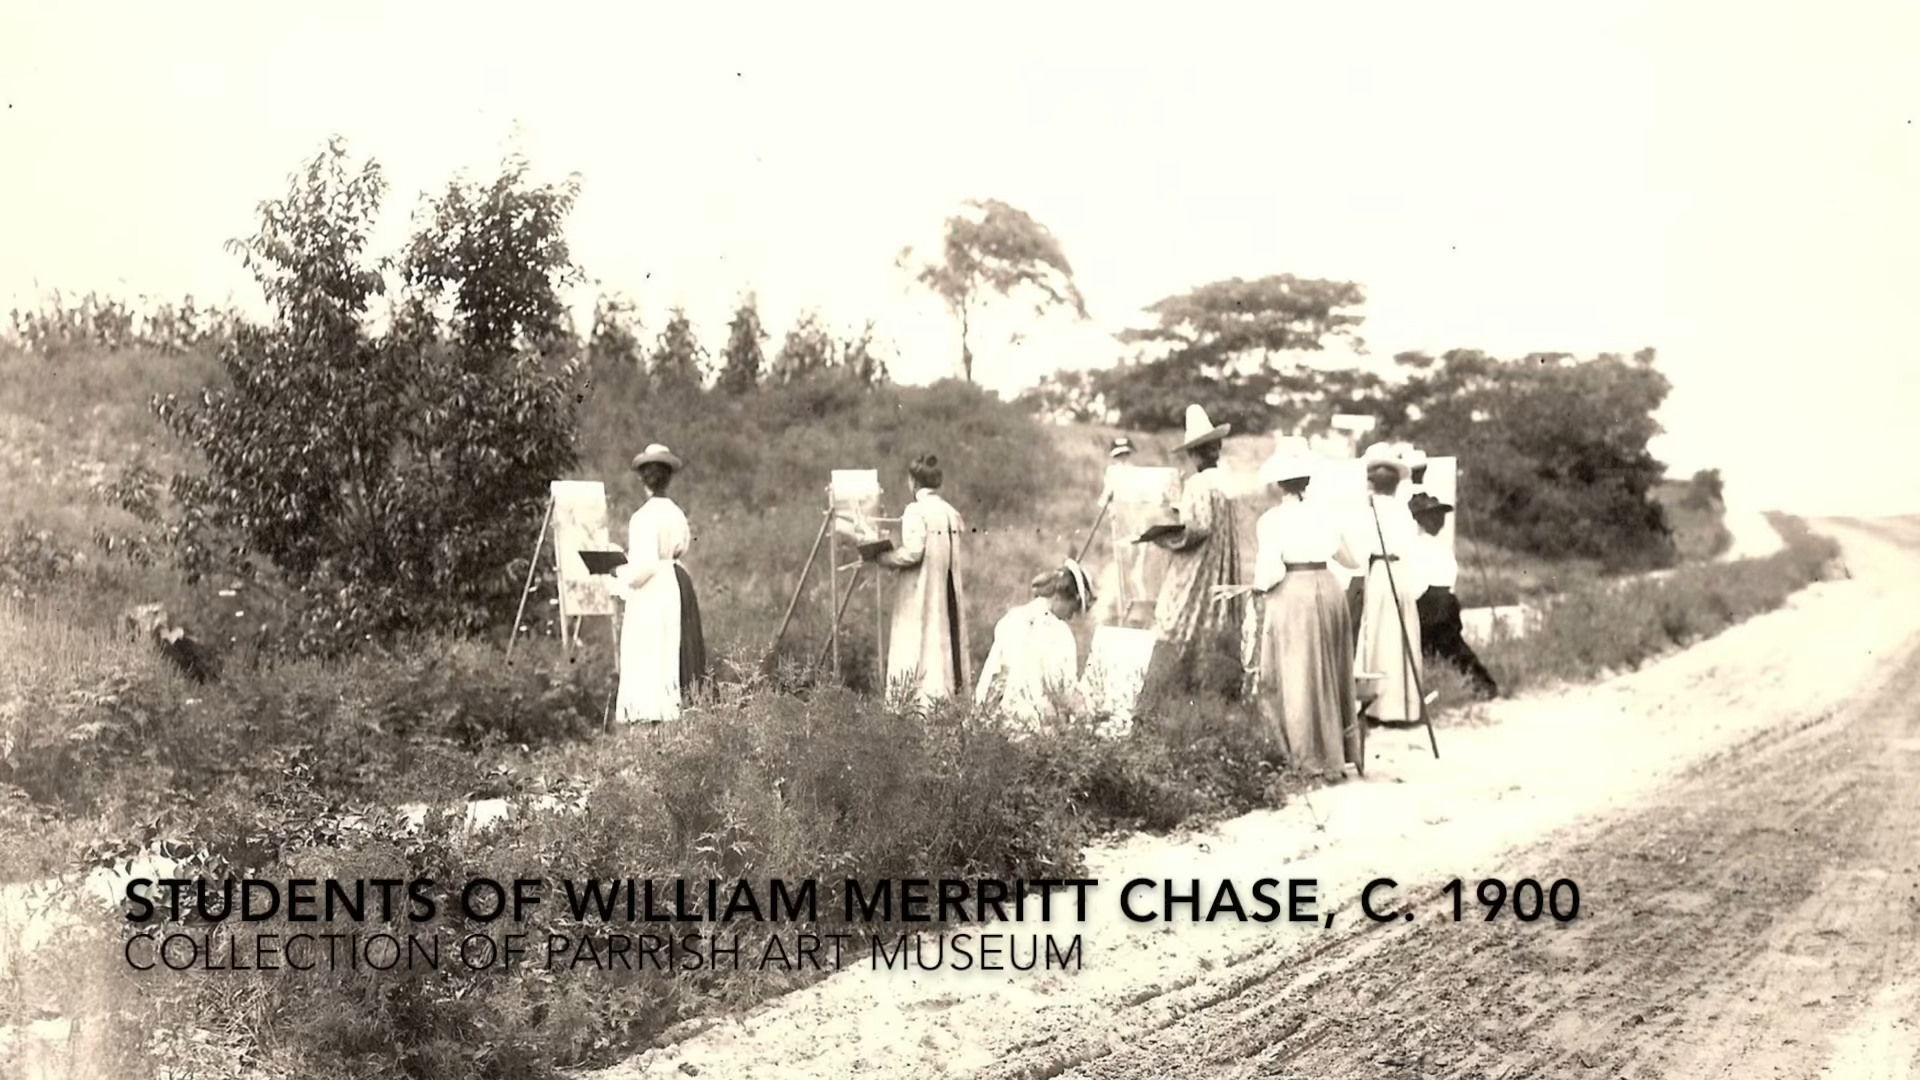 STUDENTS OF WILLIAM MERRITT CHASE, C. 1900
COLLECTION OF PARRISH ART MUSEUM